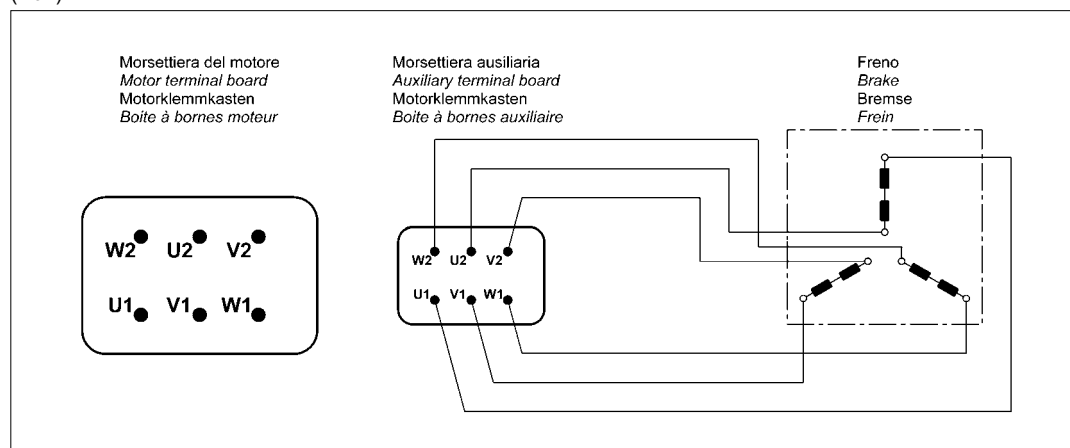 Morsettiera del motore
Motor terminal board
Motorklemmkasten
Boite à bornes moteur
Morsettiera ausiliaria
Auxiliary terminal board
Motorklemmkasten
Boite à bornes auxiliaire
Freno
Brake
Bremse
Frein
W2 U2 V2
U1 V1 W1
W2 U2 V2
U1 V1 W1